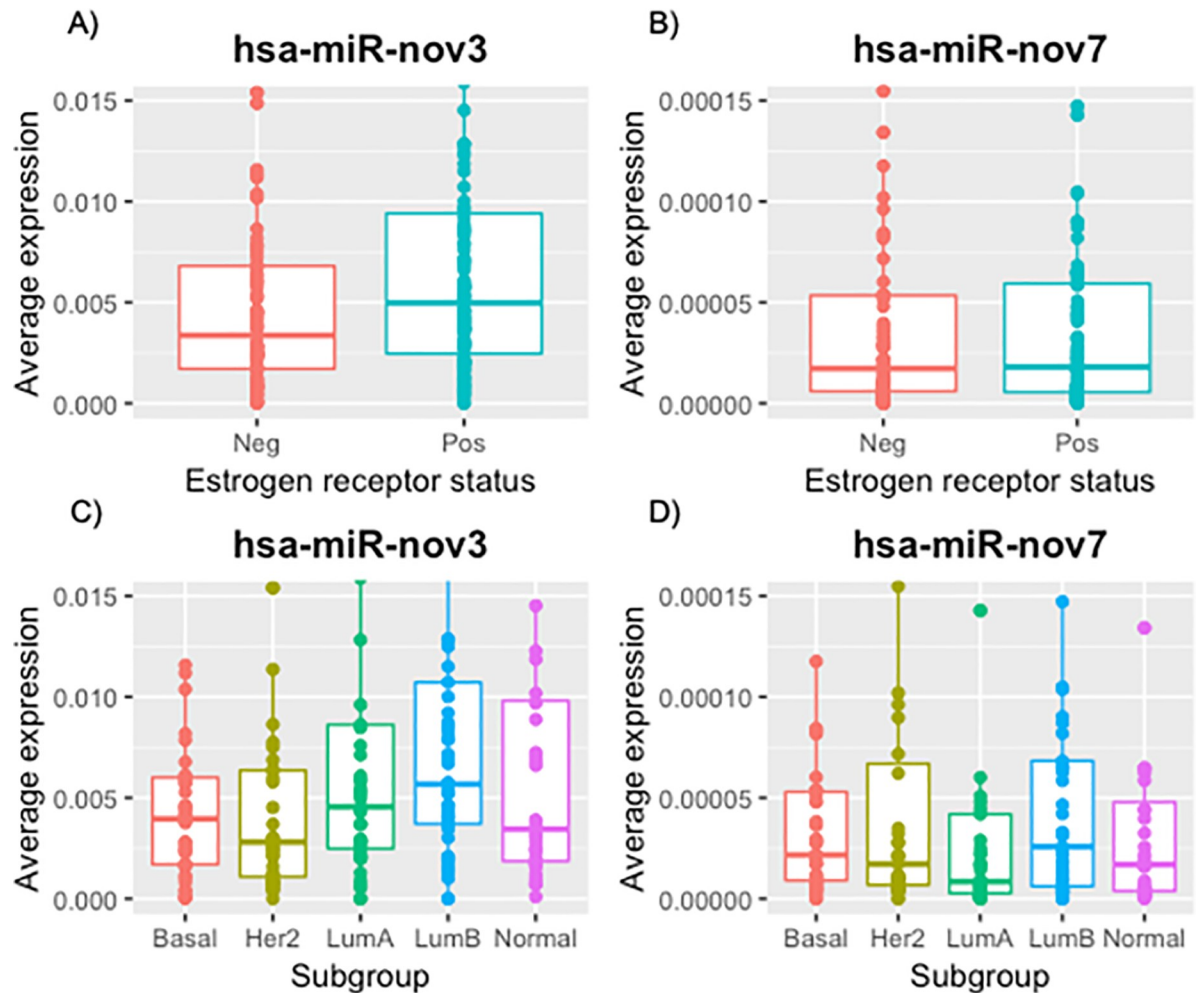 A)
hsa-miR-nov3
Average expression
0.015
0.010
0.005
0.000
Neg Pos
Estrogen receptor status
B)
hsa-miR-nov7
Average expression
0.00015
0.00010
0.00005
0.00000
Neg Pos
Estrogen receptor status
C)
hsa-miR-nov3
Average expression
0.015
0.010
0.005
0.000
Basal Her2 LumA LumB Normal
Subgroup
D)
hsa-miR-nov7
Average expression
0.00015
0.00010
0.00005
0.00000
Basal Her2 LumA LumB Normal
Subgroup